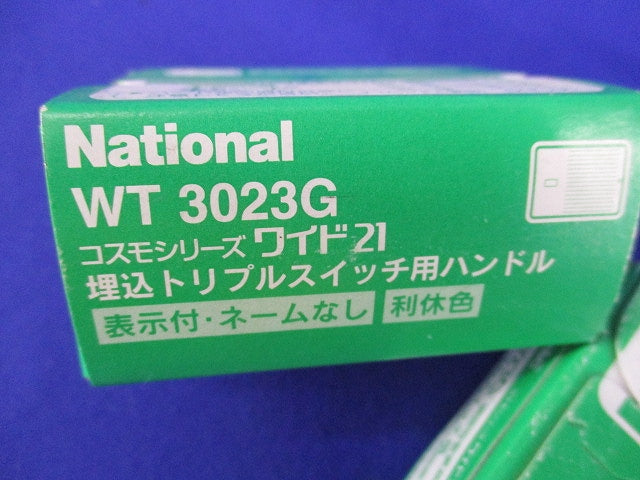 National
WT 3023G
コスモシリーズ ワイド21
埋込トリプルスイッチ用ハンドル
表示付・ネームなし 利休色